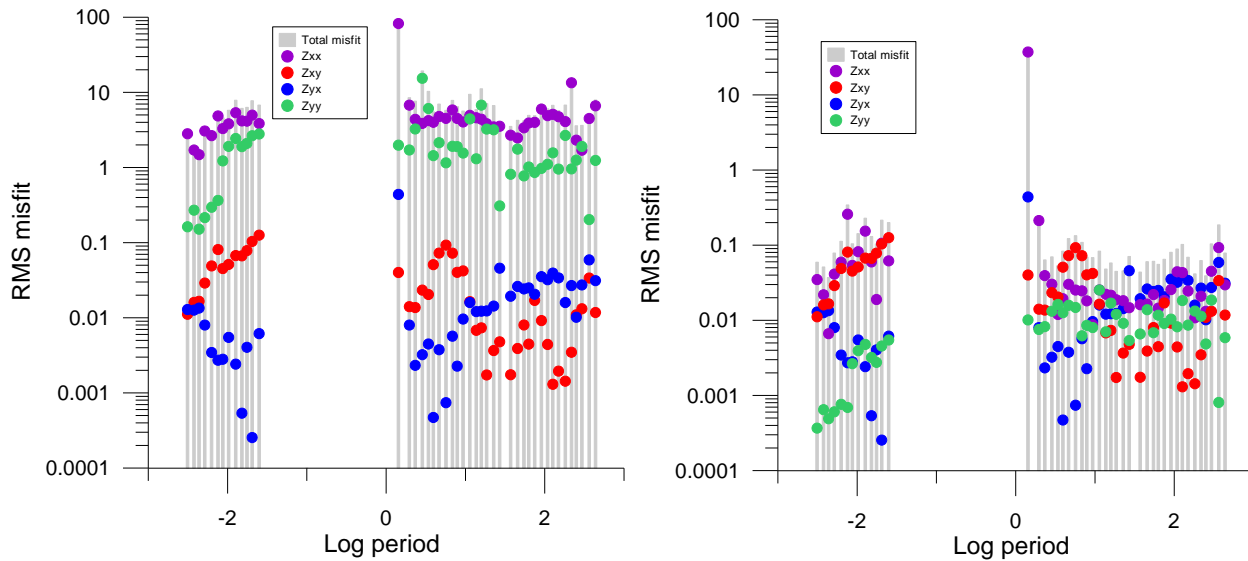 100
10
1
0.1
0.01
0.001
0.0001
RMS misfit
Total misfit
Zxx
Zxy
Zyx
Zyy
-2
0
2
Log period
100
10
1
0.1
0.01
0.001
0.0001
RMS misfit
Total misfit
Zxx
Zxy
Zyx
Zyy
-2
0
2
Log period